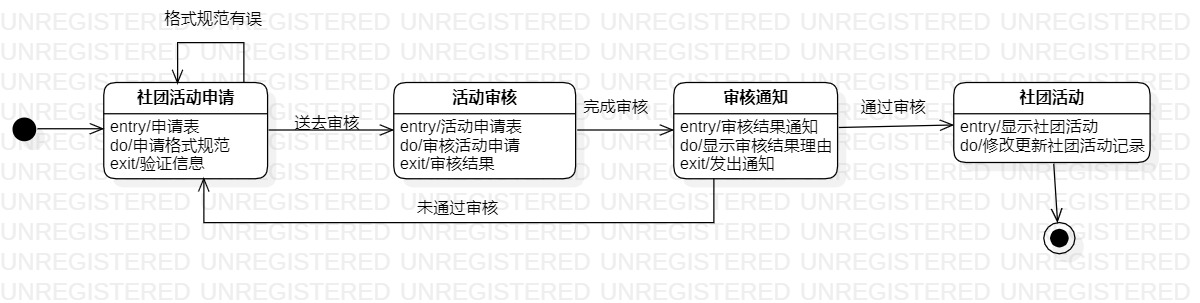 格式规范有误
社团活动申请
entry/申请表
do/申请格式规范
exit/验证信息
送去审核
活动审核
entry/活动申请表
do/审核活动申请
exit/审核结果
完成审核
审核通知
entry/审核结果通知
do/显示审核结果理由
exit/发出通知
通过审核
社团活动
entry/显示社团活动
do/修改更新社团活动记录
未通过审核
UNREGISTERED